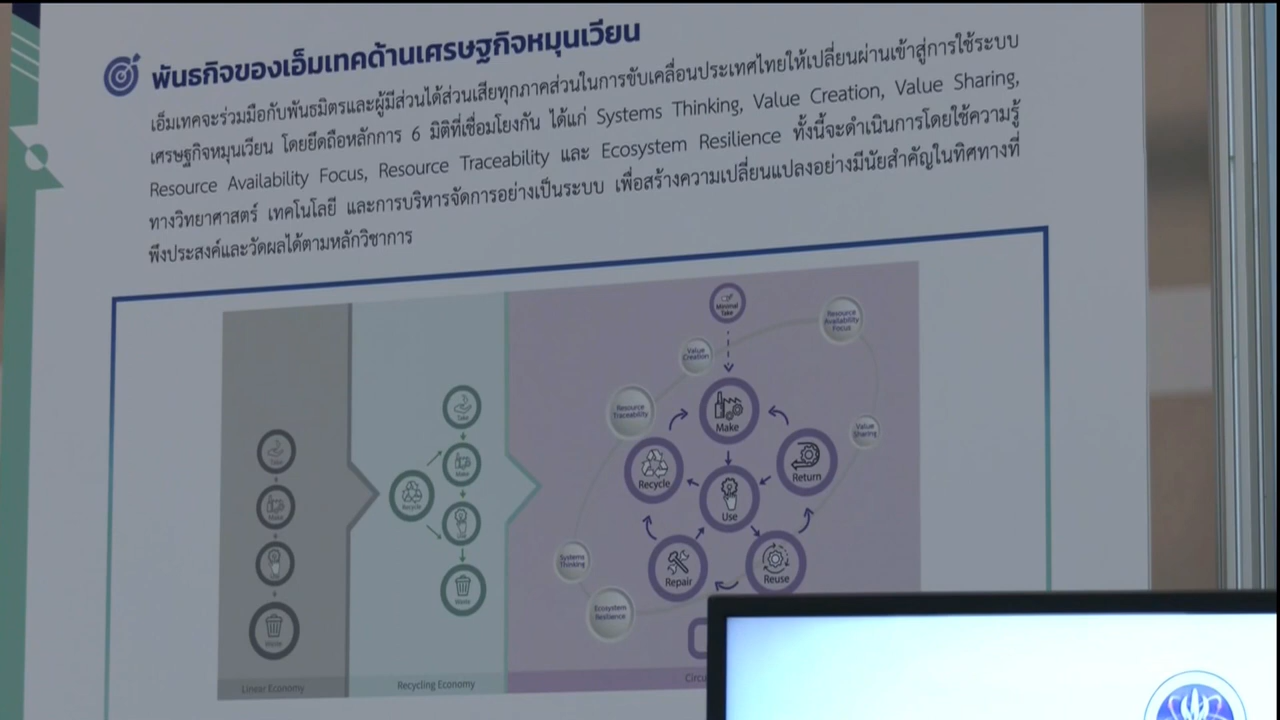 พันธกิจของเอ็มเทคด้านเศรษฐกิจหมุนเวียน
เอ็มเทคจะร่วมมือกับพันธมิตรและผู้มีส่วนได้ส่วนเสียทุกภาคส่วนในการขับเคลื่อนประเทศไทยให้เปลี่ยนผ่านเข้าสู่การใช้ระบบ
เศรษฐกิจหมุนเวียน โดยยึดถือหลักการ 6 มิติที่เชื่อมโยงกัน ได้แก่ Systems Thinking, Value Creation, Value Sharing,
Resource Availability Focus, Resource Traceability และ Ecosystem Resilience ทั้งนี้จะดำเนินการโดยใช้ความรู้
ทางวิทยาศาสตร์ เทคโนโลยี และการบริหารจัดการอย่างเป็นระบบ เพื่อสร้างความเปลี่ยนแปลงอย่างมีนัยสำคัญในทิศทางที่
พึงประสงค์และวัดผลได้ตามหลักวิชาการ
Take
Make
Waste
Linear Economy
Take
Make
Recycle
Waste
Recycling Economy
Minimal
Take
Resource
Availability
Focus
Value
Creation
Resource
Traceability
Make
Value
Sharing
Recycle
Return
Use
Systems
Thinking
Repair
Reuse
Ecosystem
Resilience
Circu